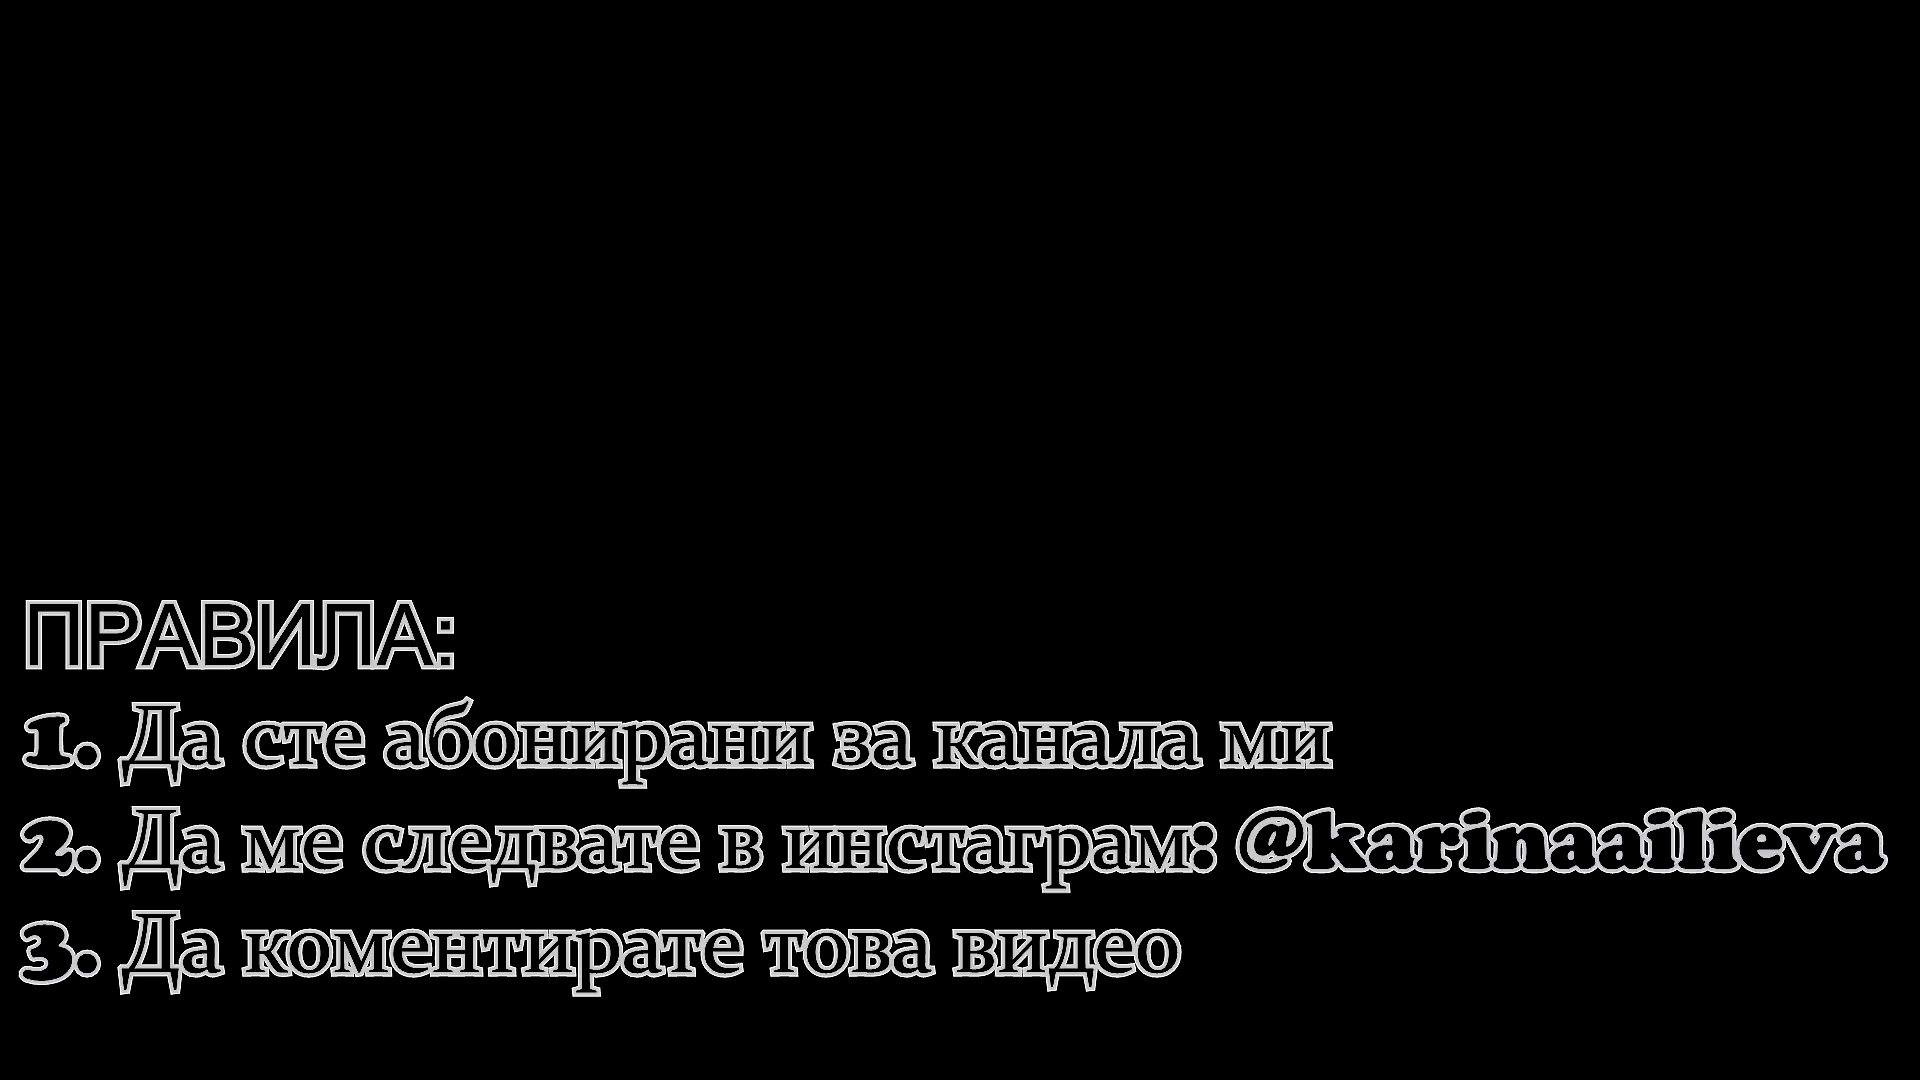 ПРАВИЛА:
1. Да сте абонирани за канала ми
2. Да ме следвате в инстаграм: @karinaailieva
3. Да коментирате това видео